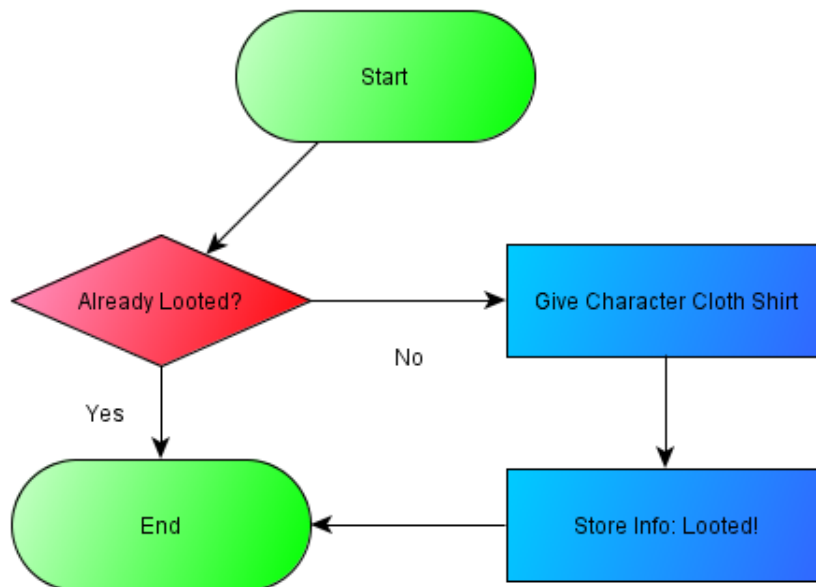 Start
Already Looted?
Give Character Cloth Shirt
No
Yes
End
Store Info: Looted!